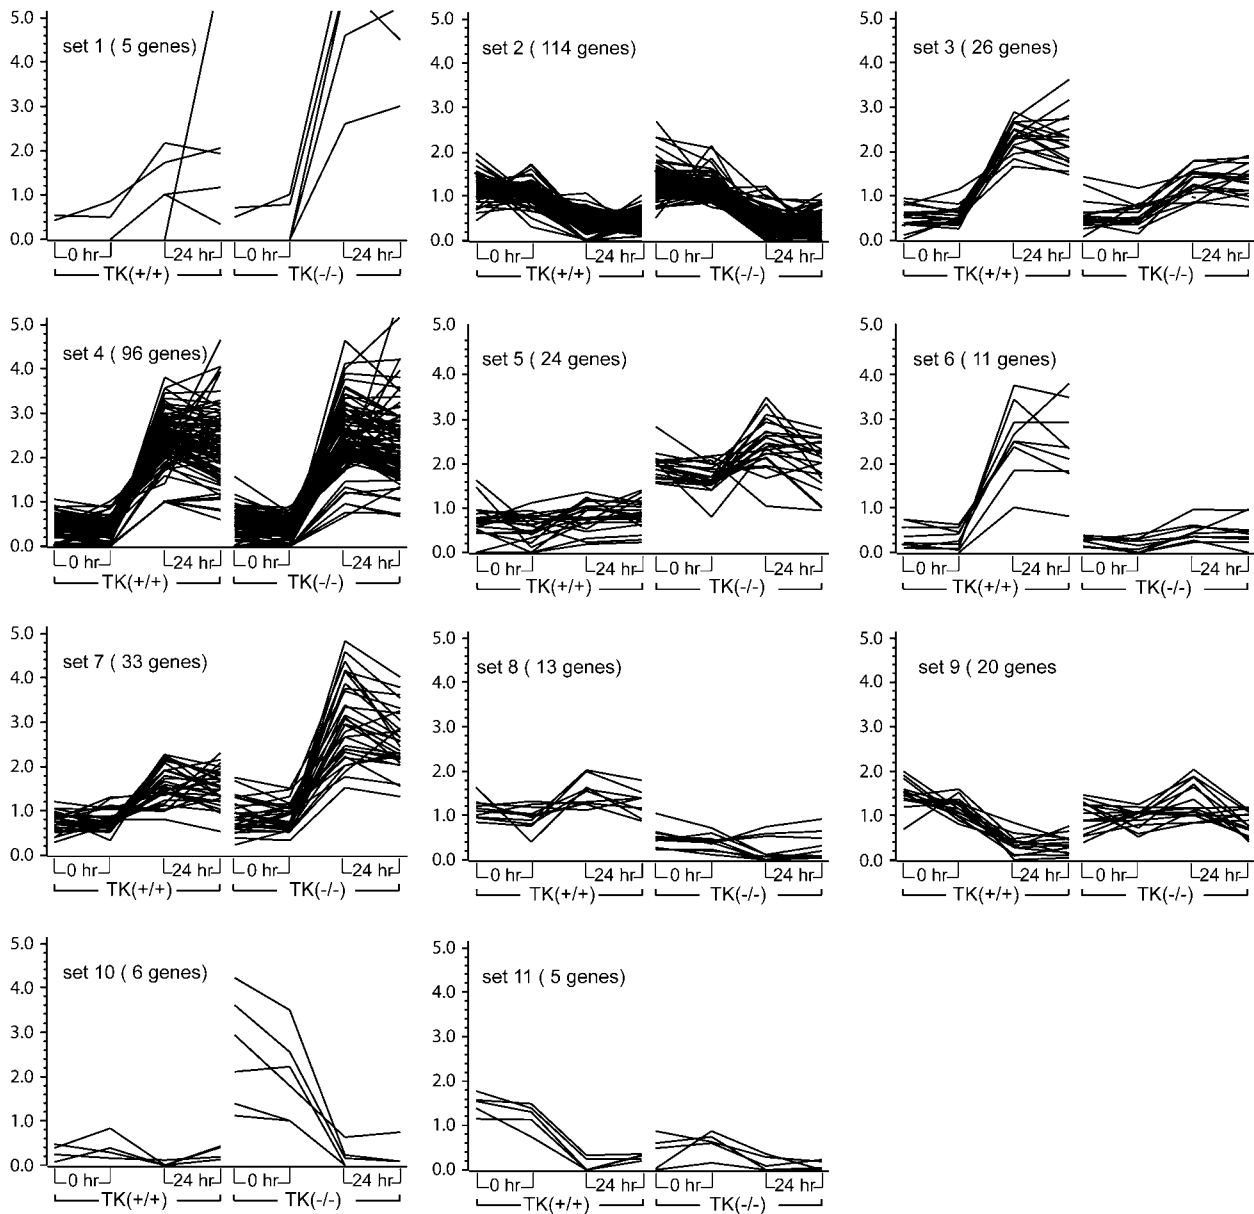 5.0
4.0
3.0
2.0
1.0
0.0
set 1 ( 5 genes)
0 hr
24 hr
TK(+/+)
0 hr
24 hr
TK(-/-)
5.0
4.0
3.0
2.0
1.0
0.0
set 2 (114 genes)
0 hr
24 hr
TK(+/+)
0 hr
24 hr
TK(-/-)
5.0
4.0
3.0
2.0
1.0
0.0
set 3 ( 26 genes)
0 hr
24 hr
TK(+/+)
0 hr
24 hr
TK(-/-)
5.0
4.0
3.0
2.0
1.0
0.0
set 4 ( 96 genes)
0 hr
24 hr
TK(+/+)
0 hr
24 hr
TK(-/-)
5.0
4.0
3.0
2.0
1.0
0.0
set 5 ( 24 genes)
0 hr
24 hr
TK(+/+)
0 hr
24 hr
TK(-/-)
5.0
4.0
3.0
2.0
1.0
0.0
set 6 ( 11 genes)
0 hr
24 hr
TK(+/+)
0 hr
24 hr
TK(-/-)
5.0
4.0
3.0
2.0
1.0
0.0
set 7 ( 33 genes)
0 hr
24 hr
TK(+/+)
0 hr
24 hr
TK(-/-)
5.0
4.0
3.0
2.0
1.0
0.0
set 8 ( 13 genes)
0 hr
24 hr
TK(+/+)
0 hr
24 hr
TK(-/-)
5.0
4.0
3.0
2.0
1.0
0.0
set 9 ( 20 genes
0 hr
24 hr
TK(+/+)
0 hr
24 hr
TK(-/-)
5.0
4.0
3.0
2.0
1.0
0.0
set 10 ( 6 genes)
0 hr
24 hr
TK(+/+)
0 hr
24 hr
TK(-/-)
5.0
4.0
3.0
2.0
1.0
0.0
set 11 ( 5 genes)
0 hr
24 hr
TK(+/+)
0 hr
24 hr
TK(-/-)